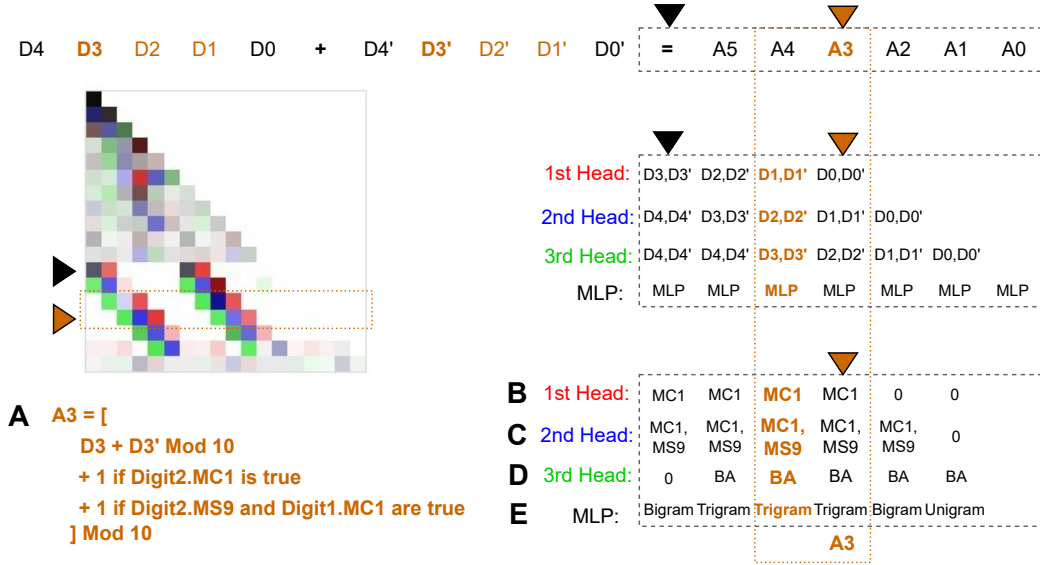 D4 D3 D2 D1 D0 + D4' D3' D2' D1' D0' = A5 A4 A3 A2 A1 A0
1st Head: D3,D3' D2,D2' D1,D1' D0,D0'
2nd Head: D4,D4' D3,D3' D2,D2' D1,D1' D0,D0'
3rd Head: D4,D4' D4,D4' D3,D3' D2,D2' D1,D1' D0,D0'
MLP: MLP MLP MLP MLP MLP MLP MLP
A A3 = [
D3 + D3' Mod 10
+ 1 if Digit2.MC1 is true
+ 1 if Digit2.MS9 and Digit1.MC1 are true
] Mod 10
B 1st Head: MC1 MC1 MC1 MC1 0 0
C 2nd Head: MC1, MS9 MC1, MS9 MC1, MS9 MC1, MS9 MC1, MS9 0
D 3rd Head: 0 BA BA BA BA BA
E MLP: Bigram Trigram Trigram Trigram Bigram Unigram
A3